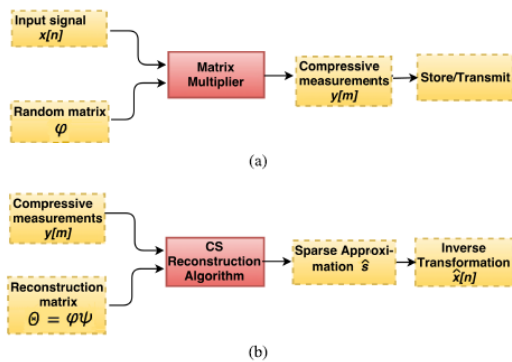 Input signal
x[n]
Random matrix
φ
Matrix
Multiplier
Compressive
measurements
y[m]
Store/Transmit
(a)
Compressive
measurements
y[m]
Reconstruction
matrix
Θ = φψ
CS
Reconstruction
Algorithm
Sparse Approxi-
mation ŝ
Inverse
Transformation
x̂[n]
(b)